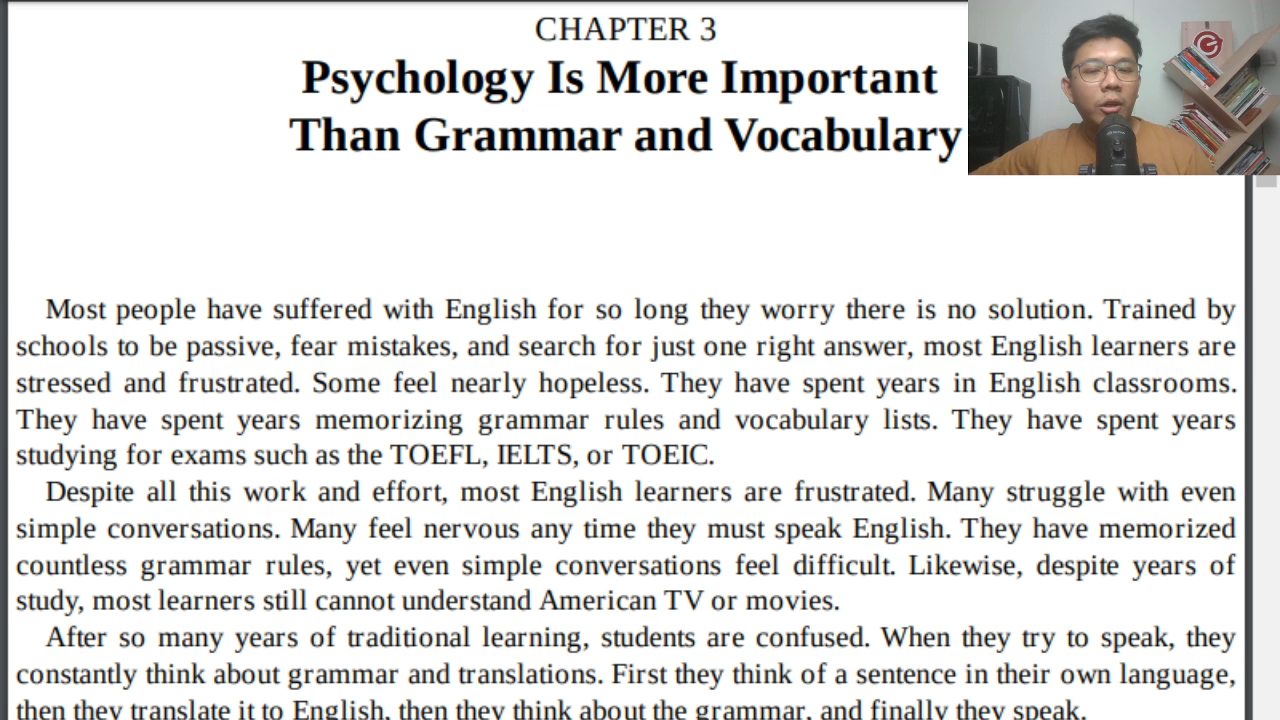 CHAPTER 3
Psychology Is More Important
Than Grammar and Vocabulary
Most people have suffered with English for so long they worry there is no solution. Trained by
schools to be passive, fear mistakes, and search for just one right answer, most English learners are
stressed and frustrated. Some feel nearly hopeless. They have spent years in English classrooms.
They have spent years memorizing grammar rules and vocabulary lists. They have spent years
studying for exams such as the TOEFL, IELTS, or TOEIC.
Despite all this work and effort, most English learners are frustrated. Many struggle with even
simple conversations. Many feel nervous any time they must speak English. They have memorized
countless grammar rules, yet even simple conversations feel difficult. Likewise, despite years of
study, most learners still cannot understand American TV or movies.
After so many years of traditional learning, students are confused. When they try to speak, they
constantly think about grammar and translations. First they think of a sentence in their own language,
then they translate it to English, then they think about the grammar, and finally they speak.